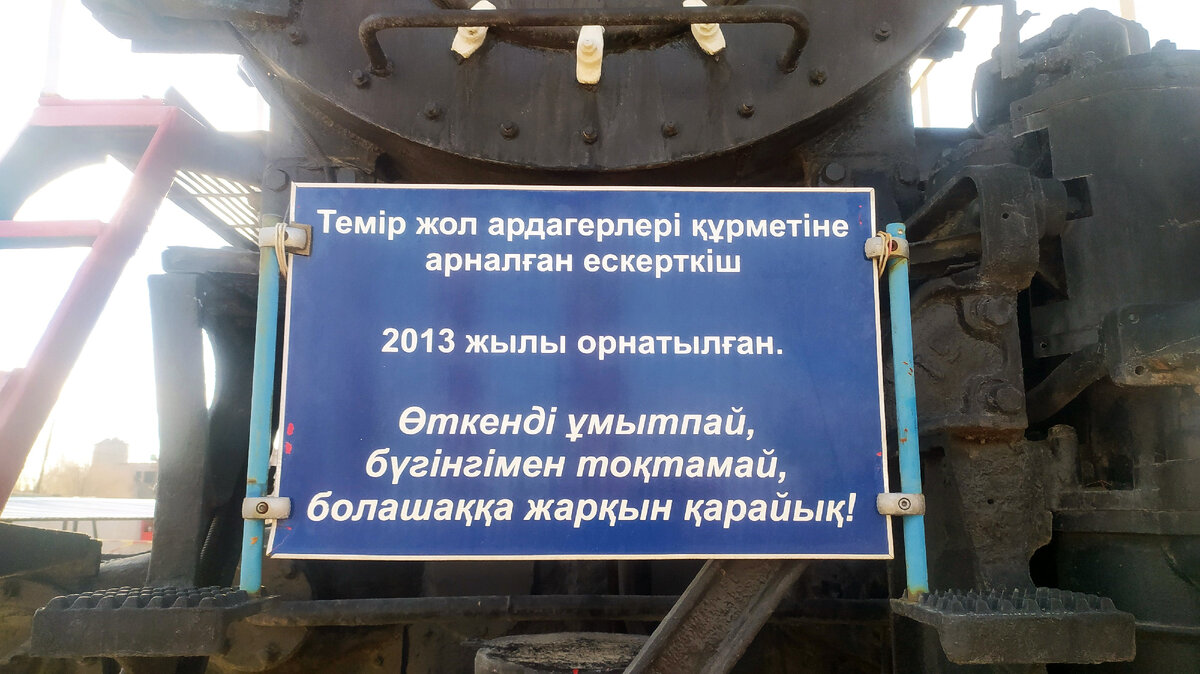 Темір жол ардагерлері құрметіне
арналған ескерткіш
2013 жылы орнатылған.
Өткенді ұмытпай,
бүгінгімен тоқтамай,
болашаққа жарқын қарайық!